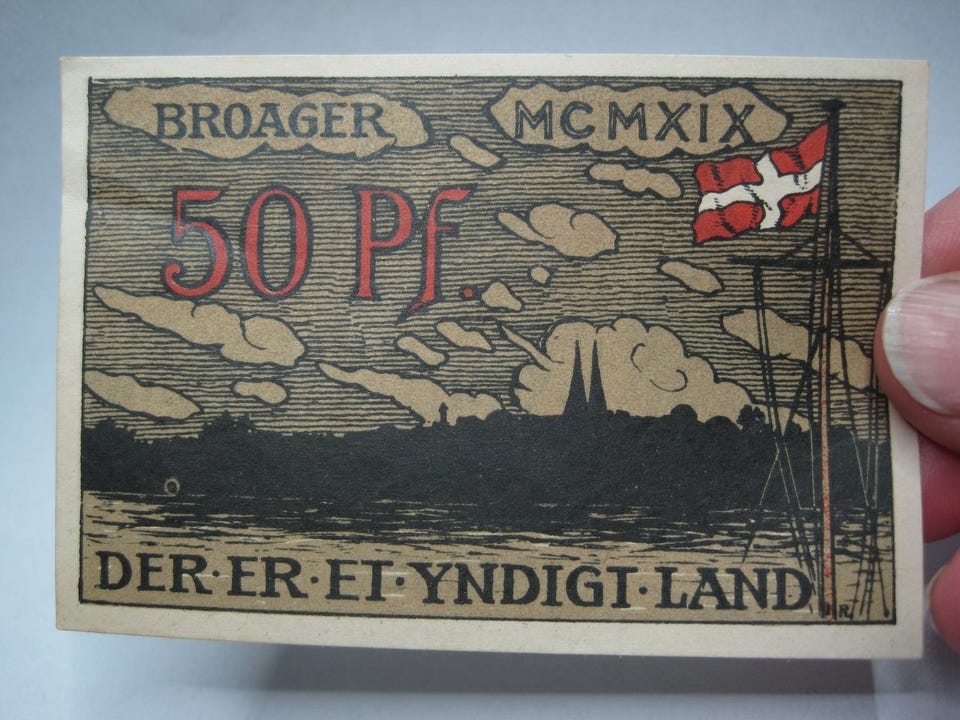 BROAGER MCMXIX
50 Pf.
DER·ER·ET·YNDIGT·LAND
R